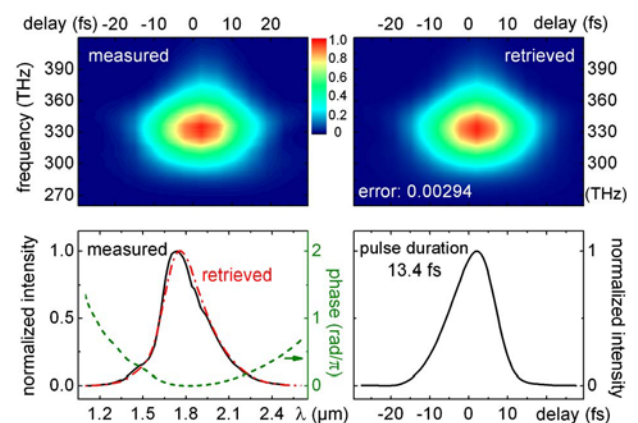 delay (fs) -20 -10 0 10 20
-20 -10 0 10 delay (fs)
measured
1.0
0.8
0.6
0.4
0.2
0
retrieved
frequency (THz)
390
360
330
300
270
390
360
330
300
(THz)
error: 0.00294
normalized intensity
1.0
0.5
0.0
measured
retrieved
2
1
0
phase (rad/π)
1.2 1.5 1.8 2.1 2.4 λ (μm)
pulse duration
13.4 fs
1
0
normalized intensity
-20 -10 0 10 delay (fs)